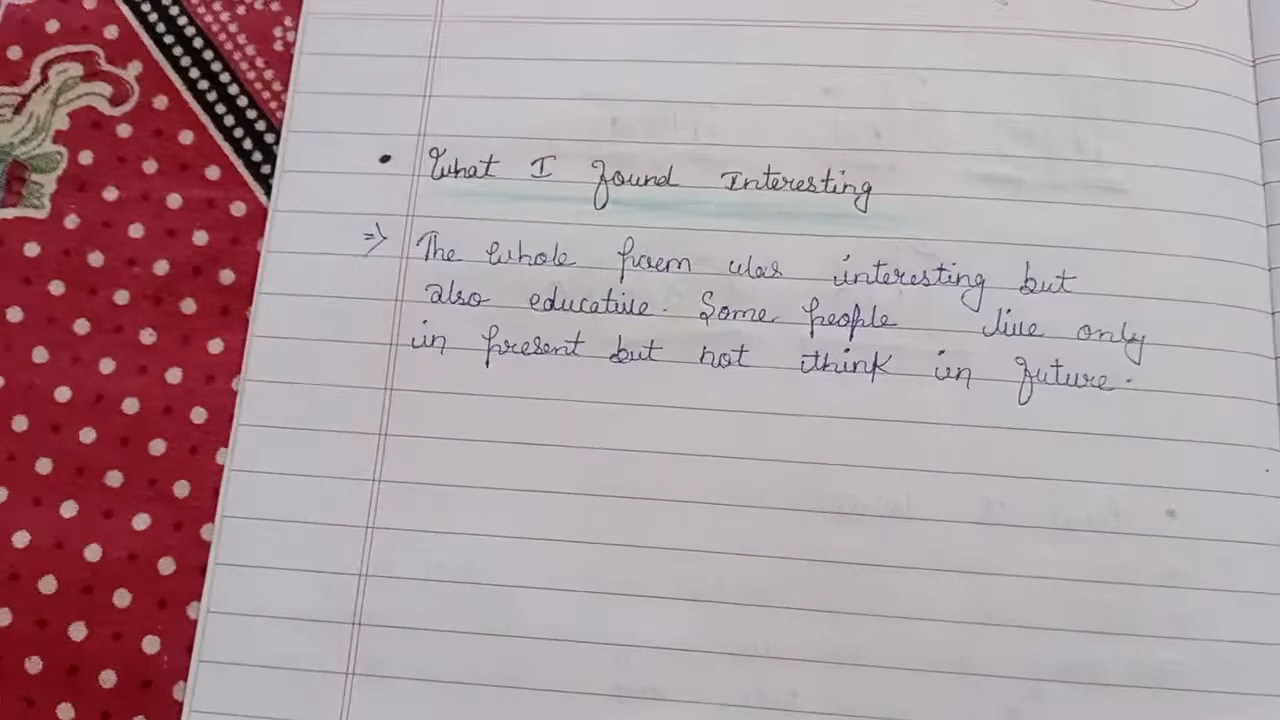 • What I found Interesting
⇒ The whole poem was interesting but
also educative. Some people live only
in present but not think in future.